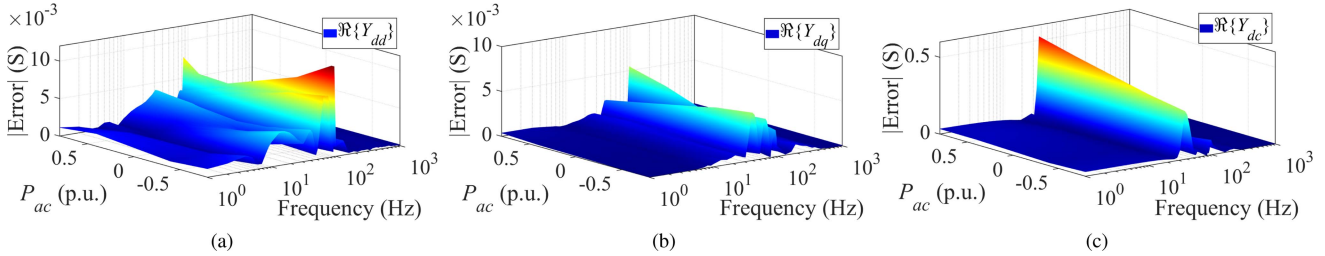 ×10⁻³
ℜ{Y_dd}
10
5
0
|Error| (S)
0.5
0
-0.5
P_ac (p.u.)
10⁰
10¹
10²
10³
Frequency (Hz)
(a)
×10⁻³
ℜ{Y_dq}
10
5
0
|Error| (S)
0.5
0
-0.5
P_ac (p.u.)
10⁰
10¹
10²
10³
Frequency (Hz)
(b)
ℜ{Y_dc}
0.5
0
|Error| (S)
0.5
0
-0.5
P_ac (p.u.)
10⁰
10¹
10²
10³
Frequency (Hz)
(c)